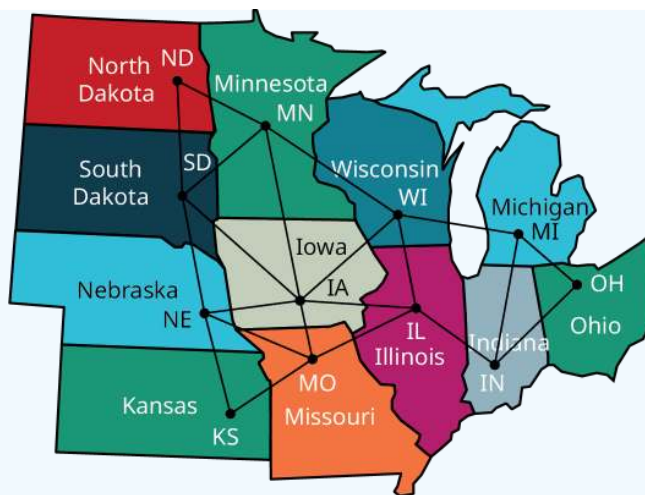 North
Dakota
ND
Minnesota
MN
South
Dakota
SD
Wisconsin
WI
Michigan
MI
Iowa
IA
Nebraska
NE
OH
Ohio
IL
Illinois
Indiana
IN
MO
Missouri
Kansas
KS